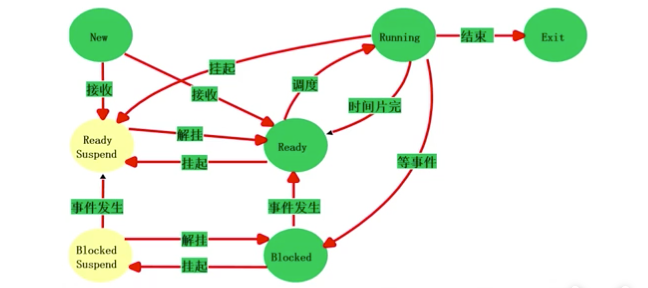 New
Running
结束
Exit
挂起
接收
接收
调度
时间片完
Ready
Suspend
解挂
Ready
挂起
等事件
事件发生
事件发生
Blocked
Suspend
解挂
挂起
Blocked